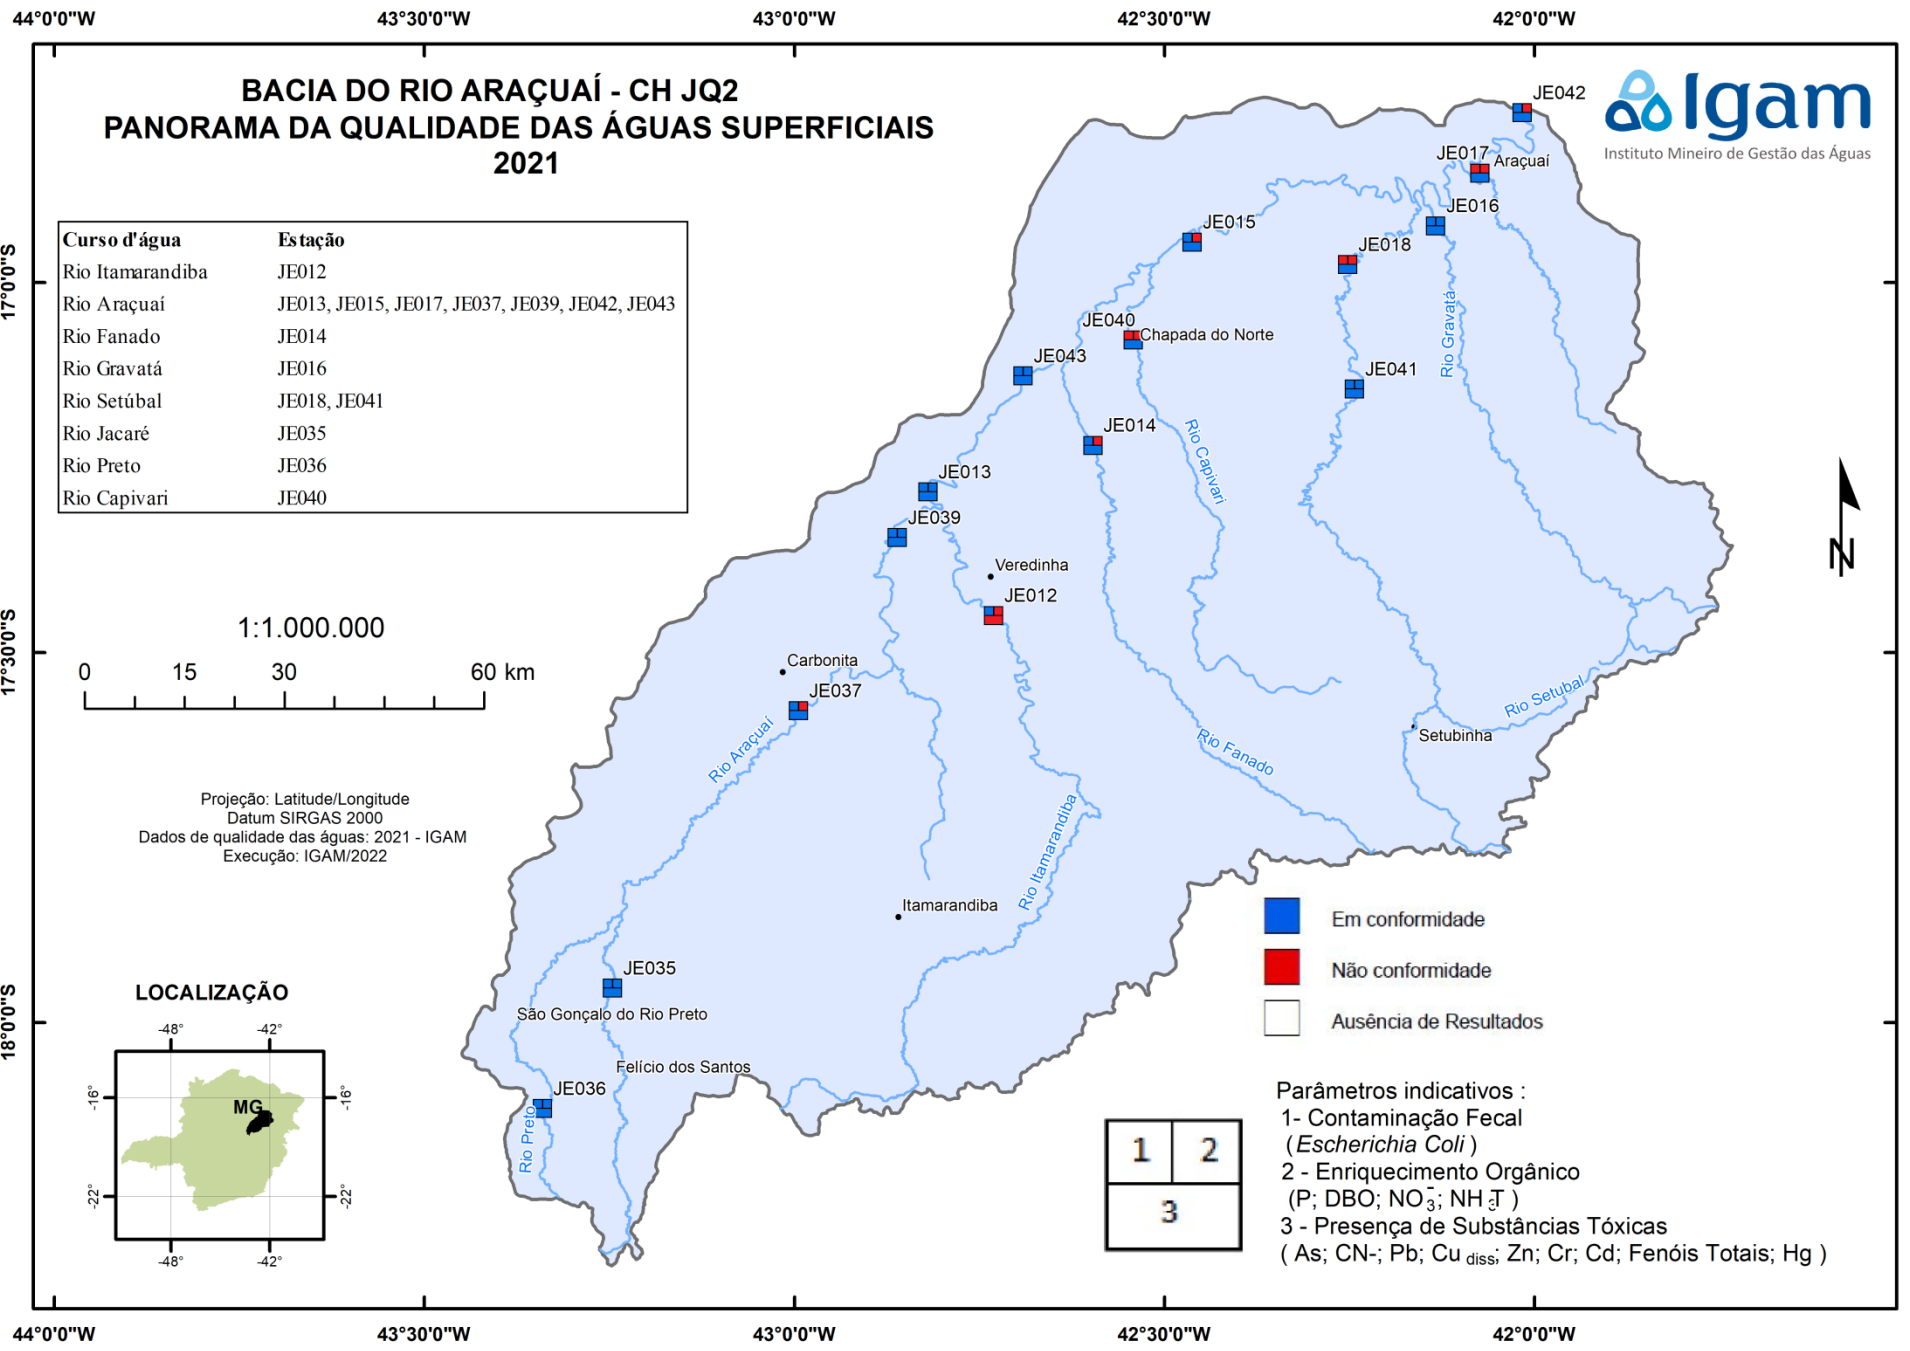 44°0'0"W 43°30'0"W 43°0'0"W 42°30'0"W 42°0'0"W
BACIA DO RIO ARAÇUAÍ - CH JQ2
PANORAMA DA QUALIDADE DAS ÁGUAS SUPERFICIAIS
2021
Igam
Instituto Mineiro de Gestão das Águas
Curso d'água Estação
Rio Itamarandiba JE012
Rio Araçuaí JE013, JE015, JE017, JE037, JE039, JE042, JE043
Rio Fanado JE014
Rio Gravatá JE016
Rio Setúbal JE018, JE041
Rio Jacaré JE035
Rio Preto JE036
Rio Capivari JE040
JE042
JE017
Araçuaí
JE016
JE015
JE018
JE040
Chapada do Norte
JE043
JE041
Rio Gravatá
JE014
Rio Capivari
JE013
JE039
Veredinha
JE012
Carbonita
JE037
Rio Araçuaí
Rio Setubal
Setubinha
Rio Fanado
Rio Itamarandiba
Itamarandiba
JE035
São Gonçalo do Rio Preto
Felício dos Santos
JE036
Rio Preto
17°0'0"S
17°30'0"S
18°0'0"S
N
1:1.000.000
0 15 30 60 km
Projeção: Latitude/Longitude
Datum SIRGAS 2000
Dados de qualidade das águas: 2021 - IGAM
Execução: IGAM/2022
LOCALIZAÇÃO
-48° -42°
-16° -16°
MG
-22° -22°
-48° -42°
Em conformidade
Não conformidade
Ausência de Resultados
1 2
3
Parâmetros indicativos :
1- Contaminação Fecal
(Escherichia Coli )
2 - Enriquecimento Orgânico
(P; DBO; NO3-; NH3T )
3 - Presença de Substâncias Tóxicas
( As; CN-; Pb; Cu diss; Zn; Cr; Cd; Fenóis Totais; Hg )
44°0'0"W 43°30'0"W 43°0'0"W 42°30'0"W 42°0'0"W